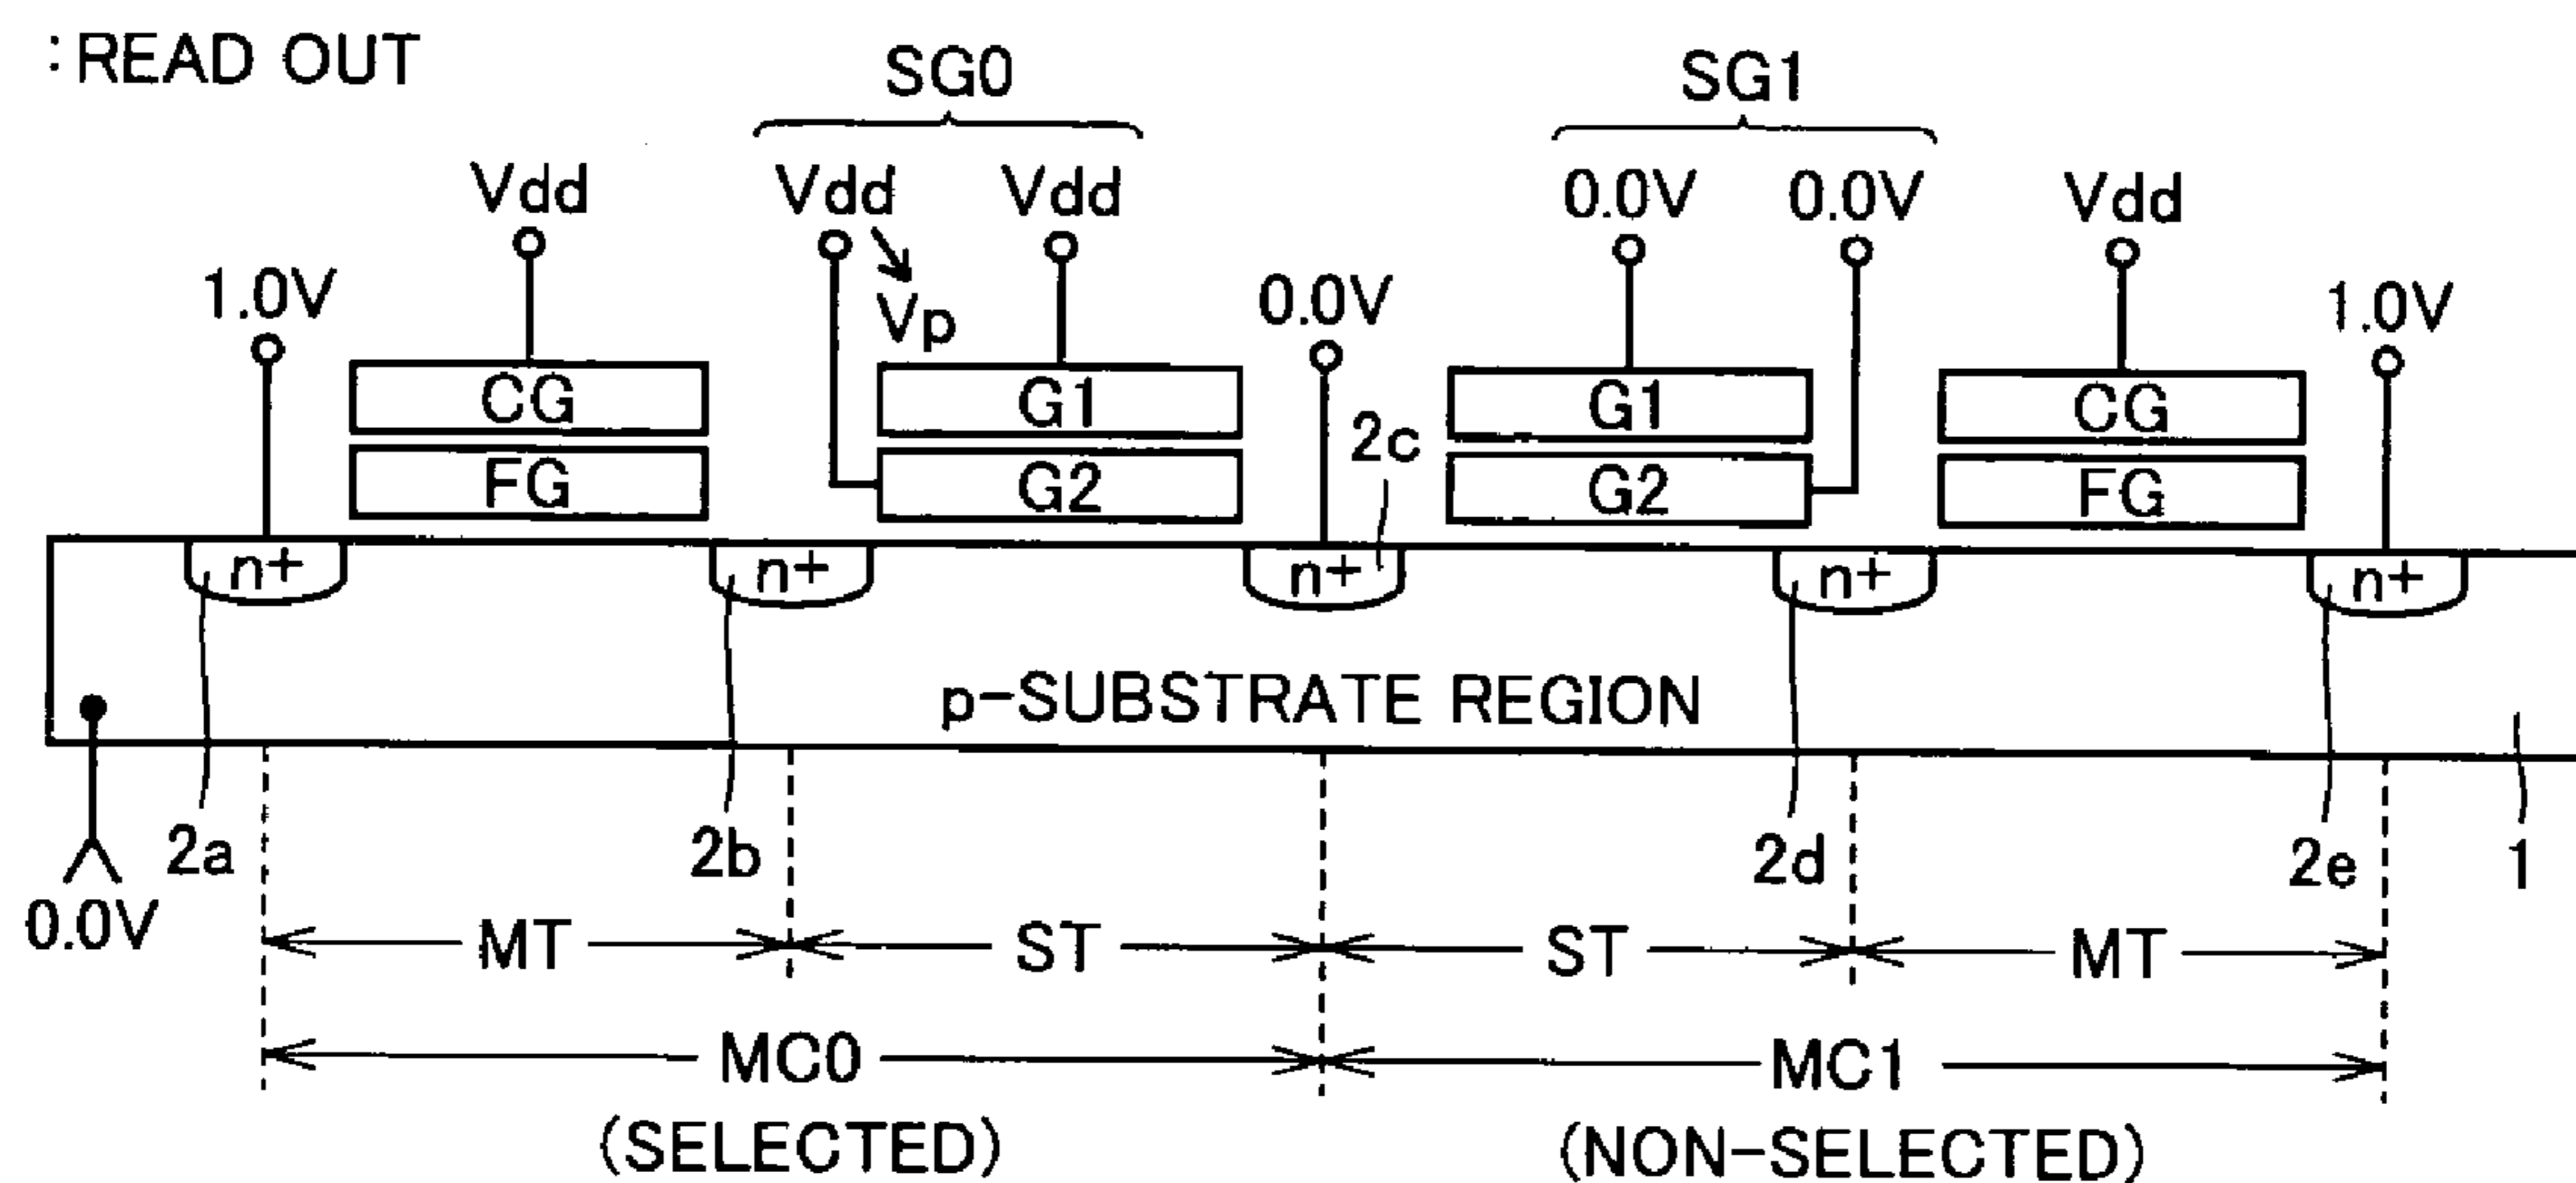 :READ OUT
SG0
SG1
Vdd
Vdd
Vdd
0.0V
0.0V
Vdd
1.0V
Vp
0.0V
1.0V
CG
G1
G1
CG
2c
FG
G2
G2
FG
n+
n+
n+
n+
n+
p-SUBSTRATE REGION
2a
2b
2d
2e
1
0.0V
MT
ST
ST
MT
MC0
MC1
(SELECTED)
(NON-SELECTED)